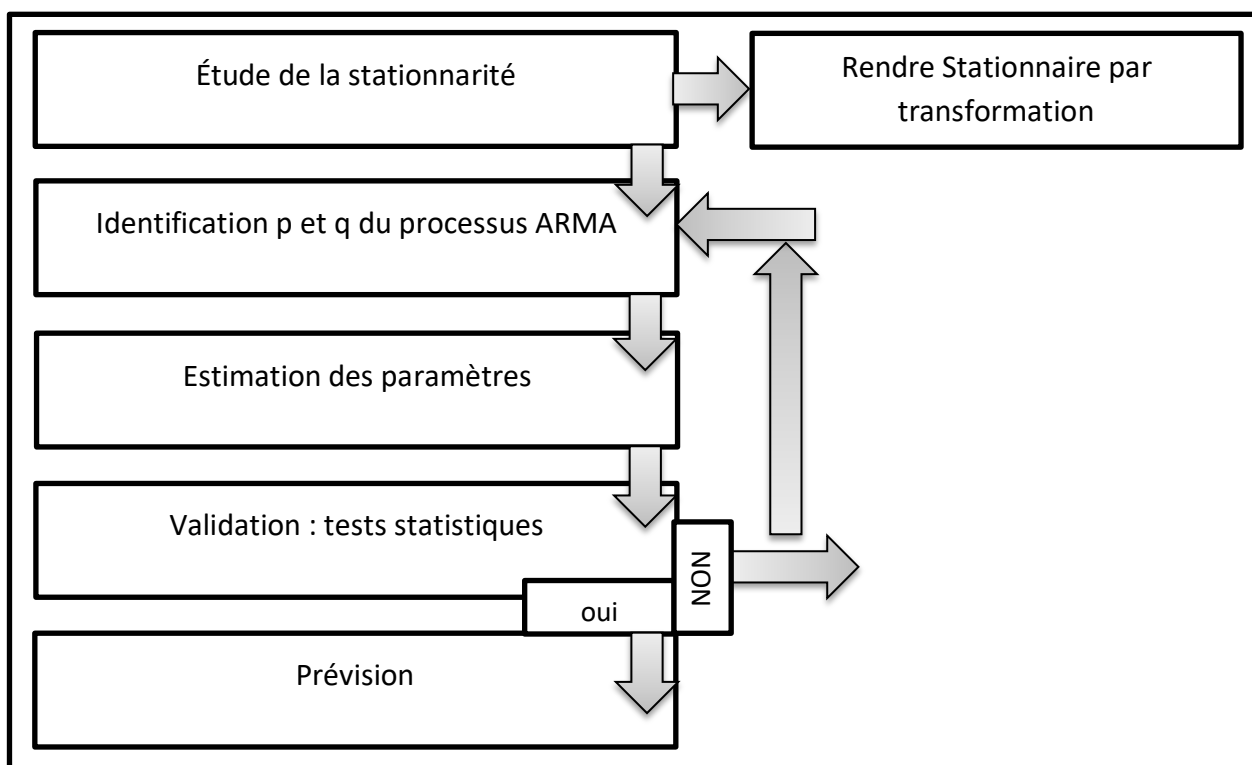 Étude de la stationnarité
Rendre Stationnaire par
transformation
Identification p et q du processus ARMA
Estimation des paramètres
Validation : tests statistiques
NON
oui
Prévision